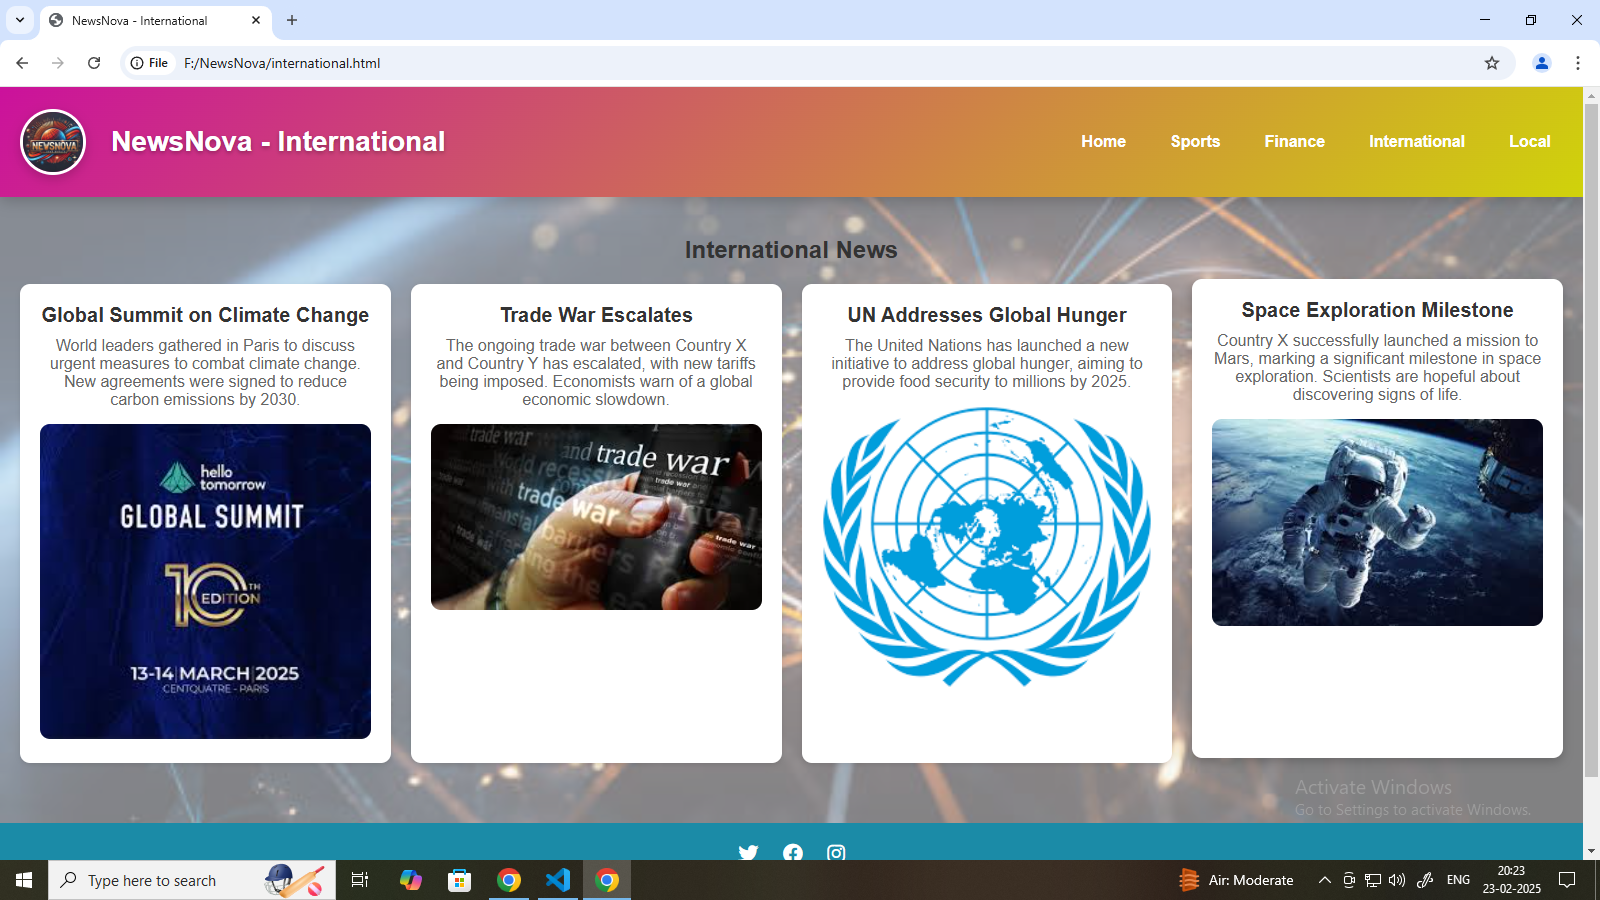 NewsNova - International
File
F:/NewsNova/international.html
NEWSNOVA
NewsNova - International
Home
Sports
Finance
International
Local
International News
Global Summit on Climate Change
World leaders gathered in Paris to discuss
urgent measures to combat climate change.
New agreements were signed to reduce
carbon emissions by 2030.
hello
tomorrow
GLOBAL SUMMIT
10TH
EDITION
13-14 | MARCH | 2025
CENTQUATRE - PARIS
Trade War Escalates
The ongoing trade war between Country X
and Country Y has escalated, with new tariffs
being imposed. Economists warn of a global
economic slowdown.
trade war
and trade war
with trade war
trade war
UN Addresses Global Hunger
The United Nations has launched a new
initiative to address global hunger, aiming to
provide food security to millions by 2025.
Space Exploration Milestone
Country X successfully launched a mission to
Mars, marking a significant milestone in space
exploration. Scientists are hopeful about
discovering signs of life.
Activate Windows
Go to Settings to activate Windows.
Type here to search
Air: Moderate
ENG
20:23
23-02-2025